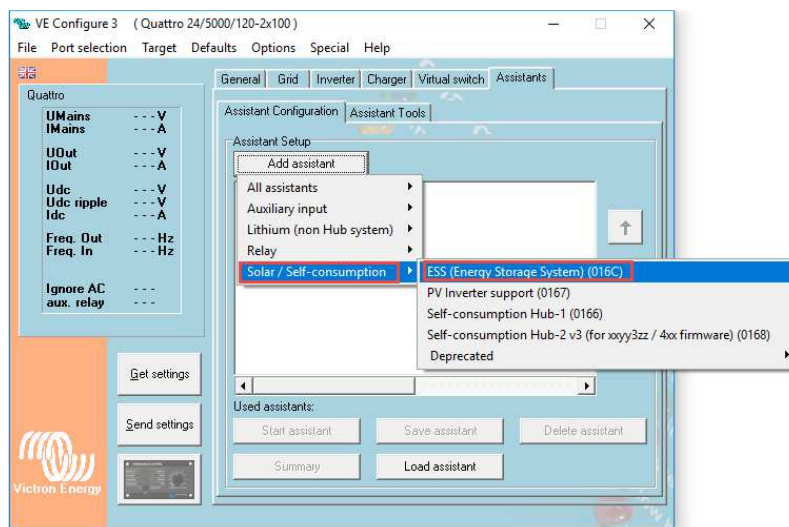 VE Configure 3 ( Quattro 24/5000/120-2x100 )
File Port selection Target Defaults Options Special Help
General Grid Inverter Charger Virtual switch Assistants
Quattro
UMains - - - V
IMains - - - A
UOut - - - V
IOut - - - A
Udc - - - V
Udc ripple - - - V
Idc - - - A
Freq. Out - - - Hz
Freq. In - - - Hz
Ignore AC - - -
aux. relay - - -
Get settings
Send settings
Victron Energy
Assistant Configuration Assistant Tools
Assistant Setup
Add assistant
All assistants
Auxiliary input
Lithium (non Hub system)
Relay
Solar / Self-consumption
ESS (Energy Storage System) (016C)
PV Inverter support (0167)
Self-consumption Hub-1 (0166)
Self-consumption Hub-2 v3 (for xxyy3zz / 4xx firmware) (0168)
Deprecated
Used assistants:
Start assistant Save assistant Delete assistant
Summary Load assistant